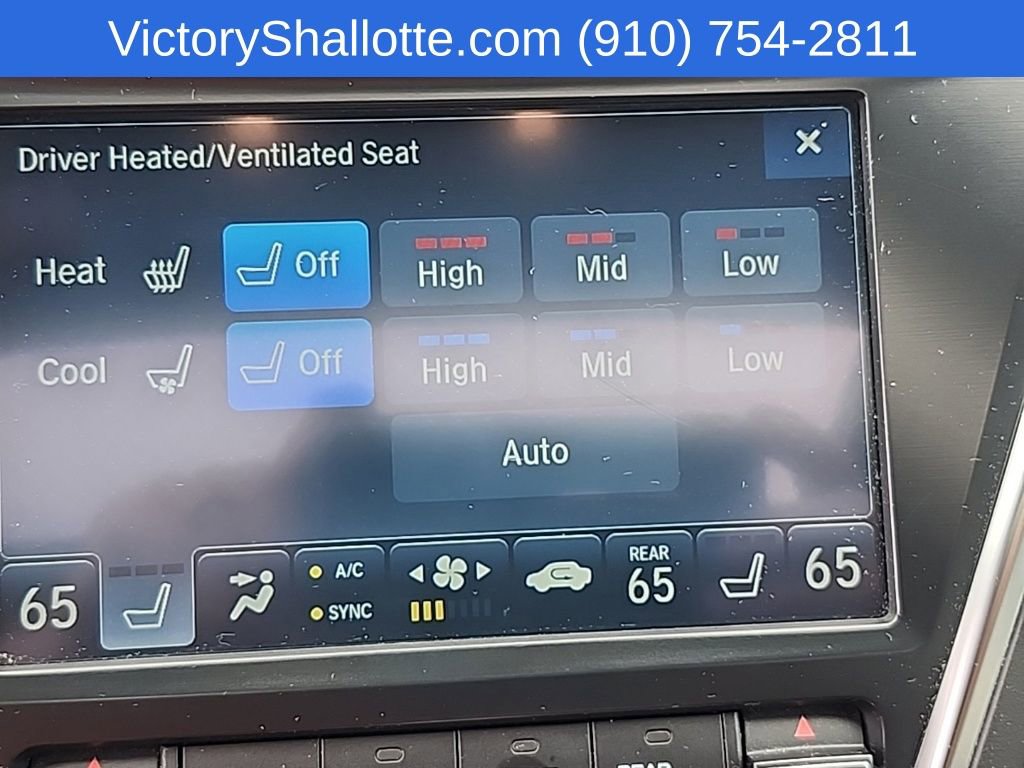 VictoryShallotte.com (910) 754-2811
Driver Heated/Ventilated Seat
Heat Off High Mid Low
Cool Off High Mid Low
Auto
65 A/C SYNC REAR 65 65